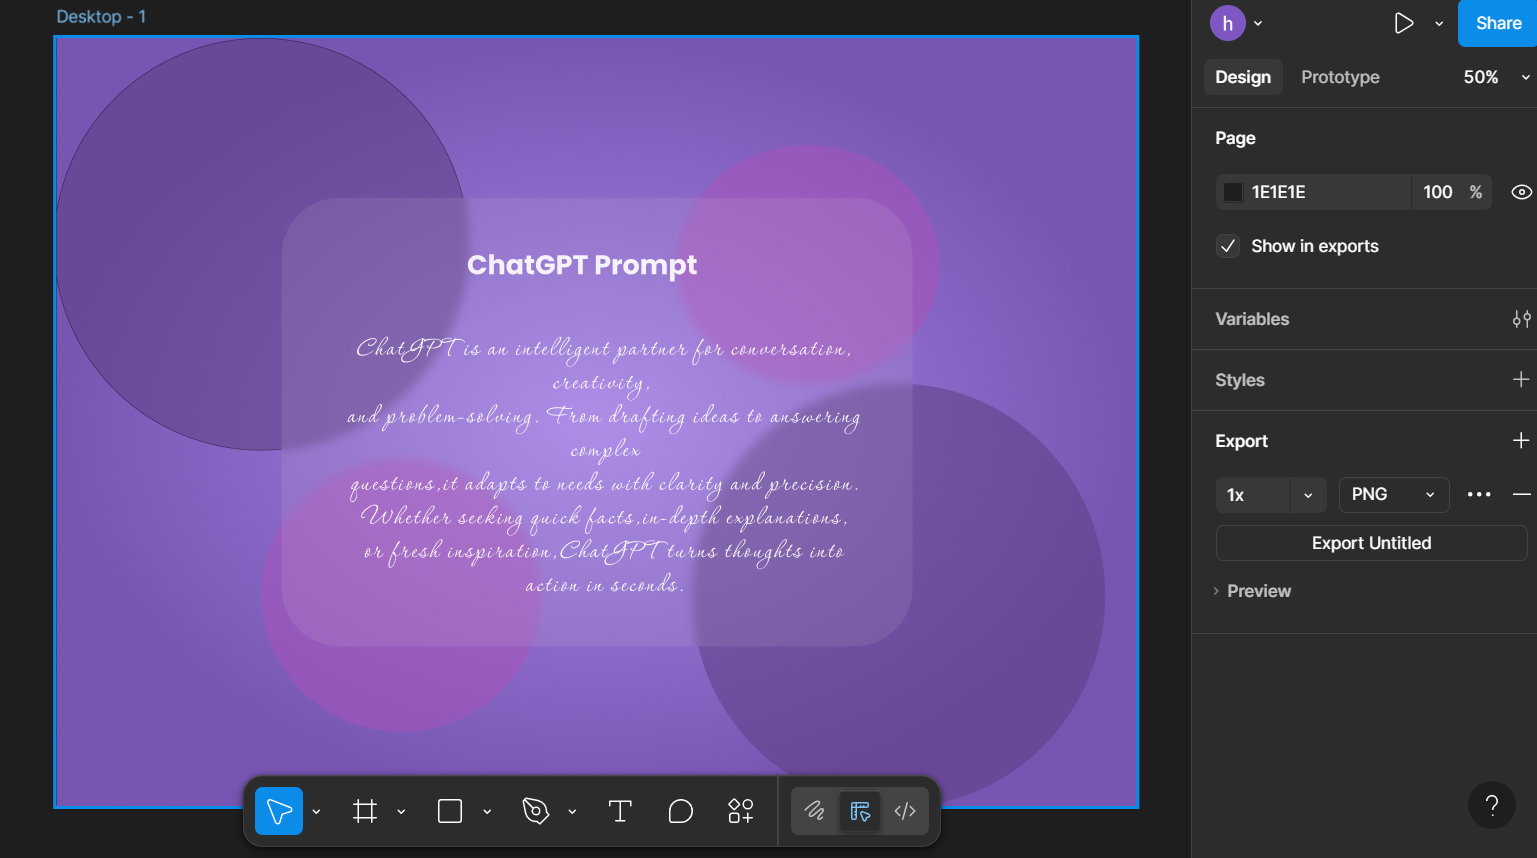 Desktop - 1
h
Share
Design Prototype 50%
Page
1E1E1E 100 %
Show in exports
Variables
Styles
Export
1x PNG
Export Untitled
Preview
ChatGPT Prompt
ChatGPT is an intelligent partner for conversation,
creativity,
and problem-solving. From drafting ideas to answering
complex
questions,it adapts to needs with clarity and precision.
Whether seeking quick facts,in-depth explanations,
or fresh inspiration,ChatGPT turns thoughts into
action in seconds.
T
</>
?